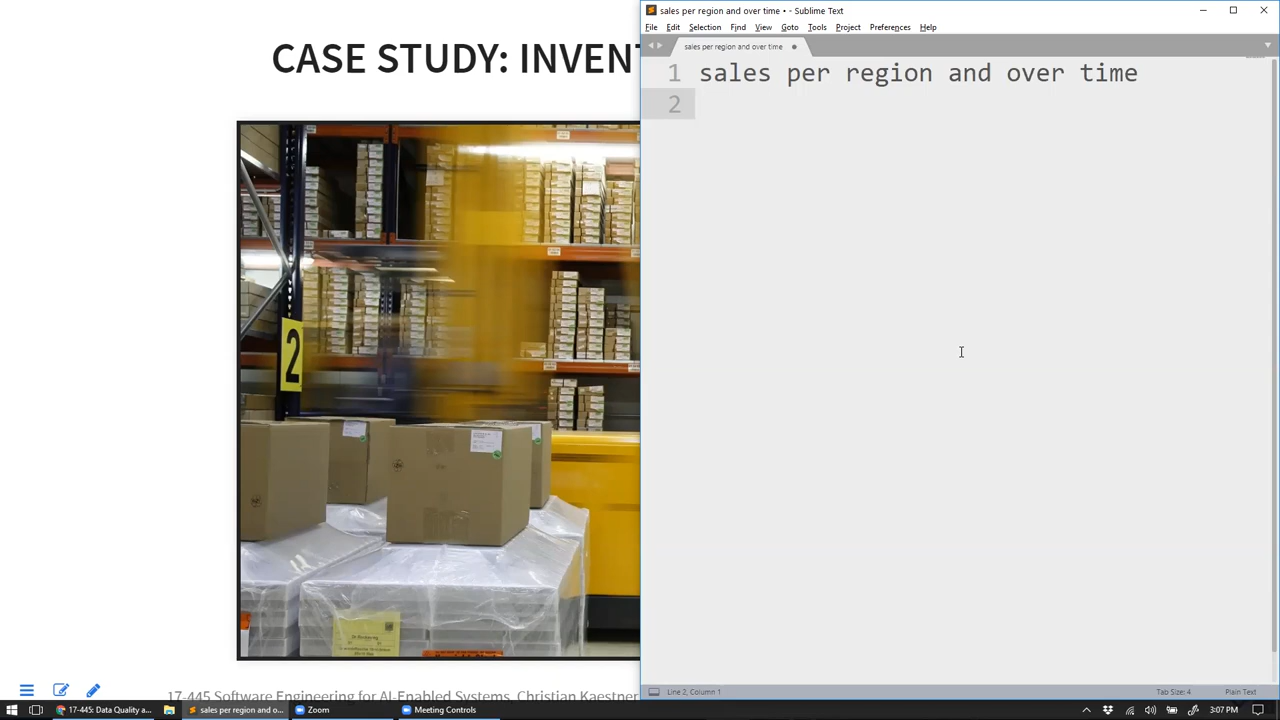 CASE STUDY: INVENT
2
17-445 Software Engineering for AI-Enabled Systems, Christian Kaestner
sales per region and over time • - Sublime Text
File Edit Selection Find View Goto Tools Project Preferences Help
sales per region and over time
1 sales per region and over time
2
Line 2, Column 1
Tab Size: 4
Plain Text
17-445: Data Quality a...
sales per region and o...
Zoom
Meeting Controls
3:07 PM